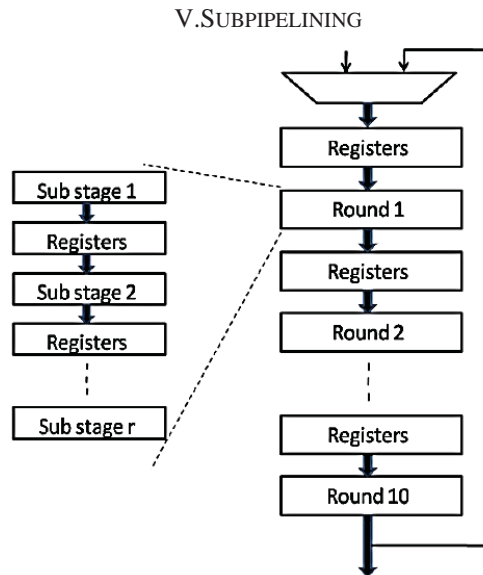 V.SUBPIPELINING
Sub stage 1
Registers
Sub stage 2
Registers
Sub stage r
Registers
Round 1
Registers
Round 2
Registers
Round 10